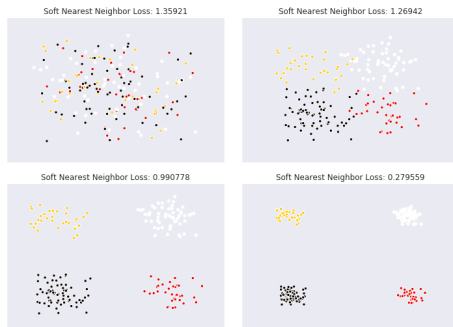 Soft Nearest Neighbor Loss: 1.35921
Soft Nearest Neighbor Loss: 1.26942
Soft Nearest Neighbor Loss: 0.990778
Soft Nearest Neighbor Loss: 0.279559